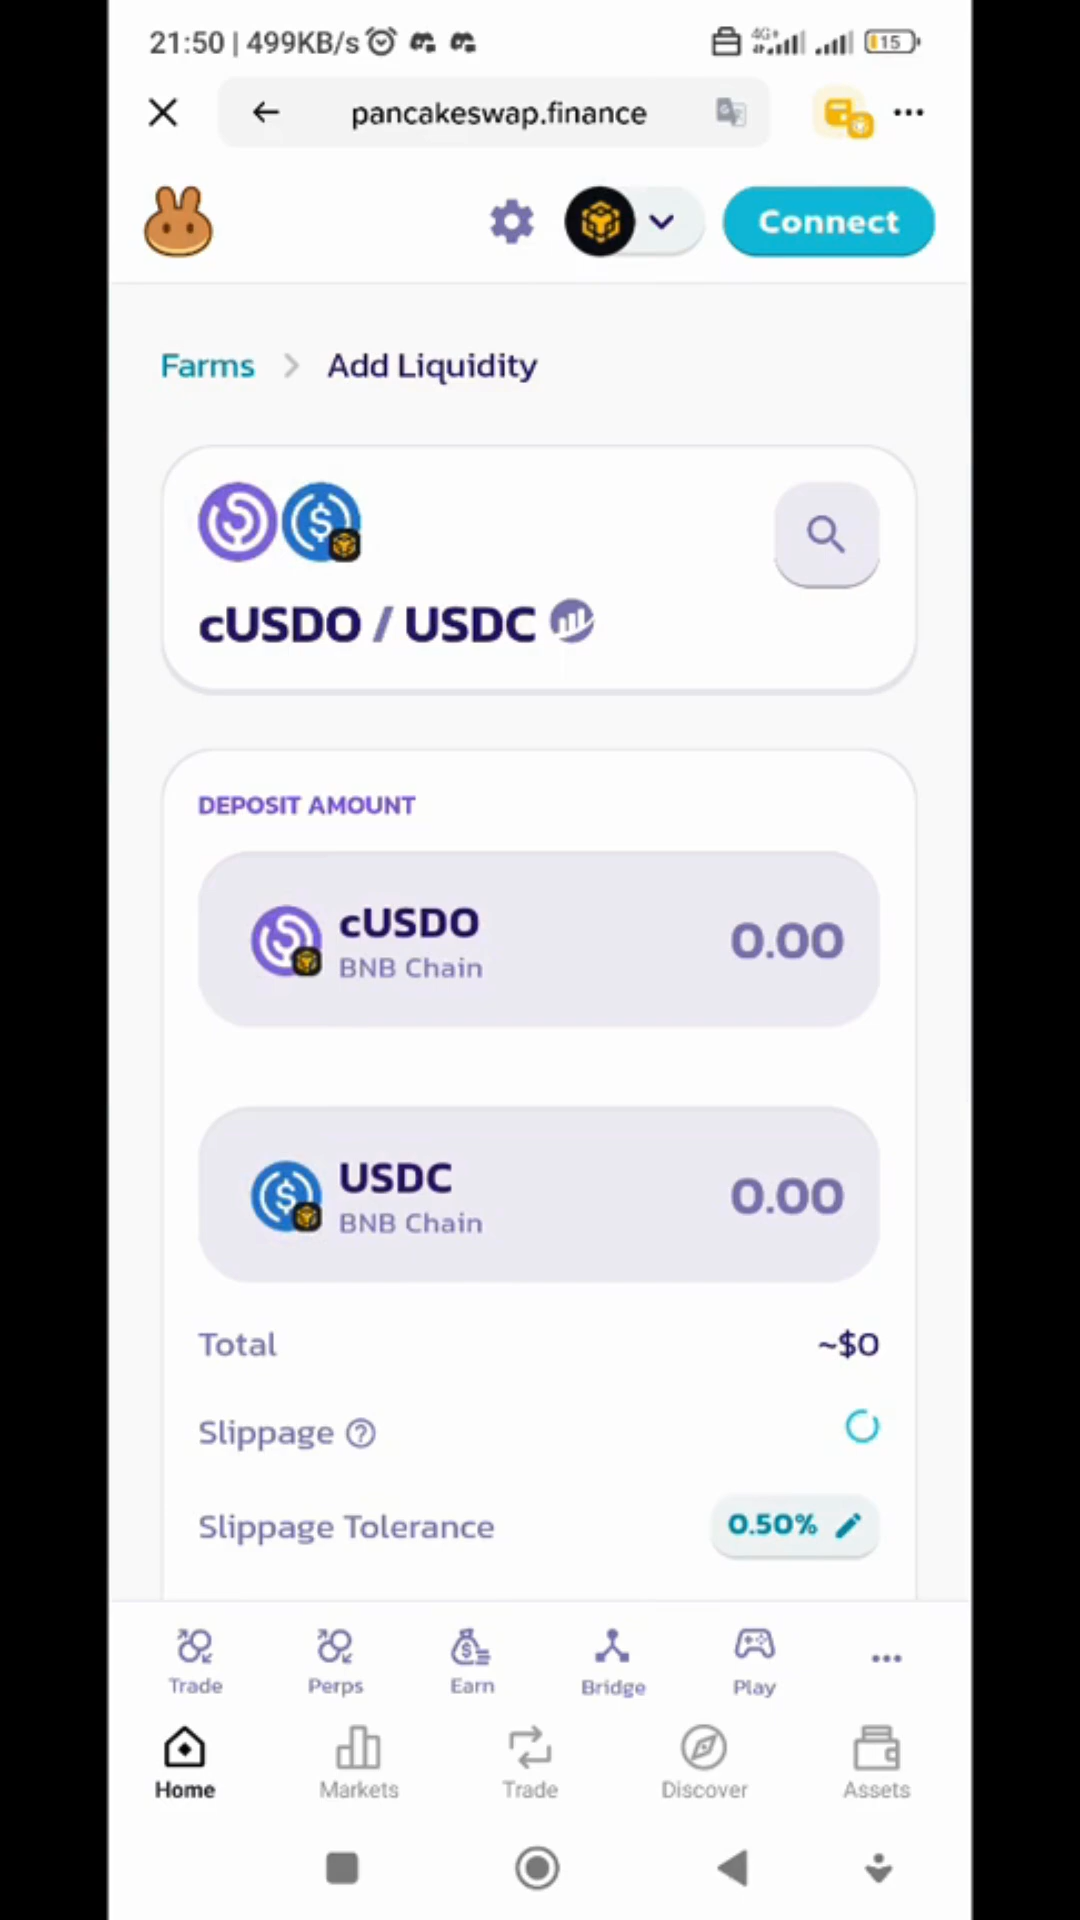 21:50 | 499KB/s 4G+ 15
pancakeswap.finance
Connect
Farms > Add Liquidity
cUSDO / USDC
DEPOSIT AMOUNT
cUSDO
BNB Chain
0.00
USDC
BNB Chain
0.00
Total ~$0
Slippage
Slippage Tolerance 0.50%
Trade Perps Earn Bridge Play
Home Markets Trade Discover Assets